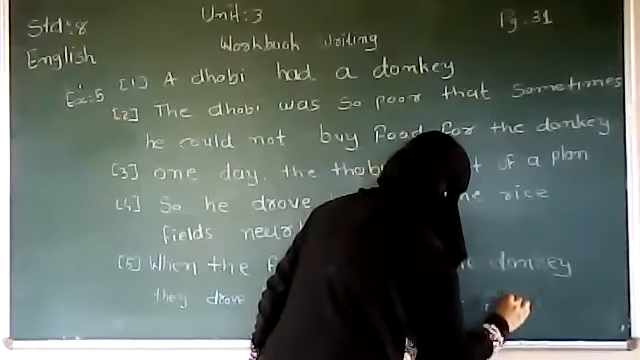 Std:8 Unit:3 Pg.31
English Workbook writing
Ex:5 [1] A dhobi had a donkey
[2] The dhobi was so poor that Sometimes
he could not buy Food For the donkey
[3] one day, the of a plan
[4] So he drove rice
fields
[5] When the donkey
they drove